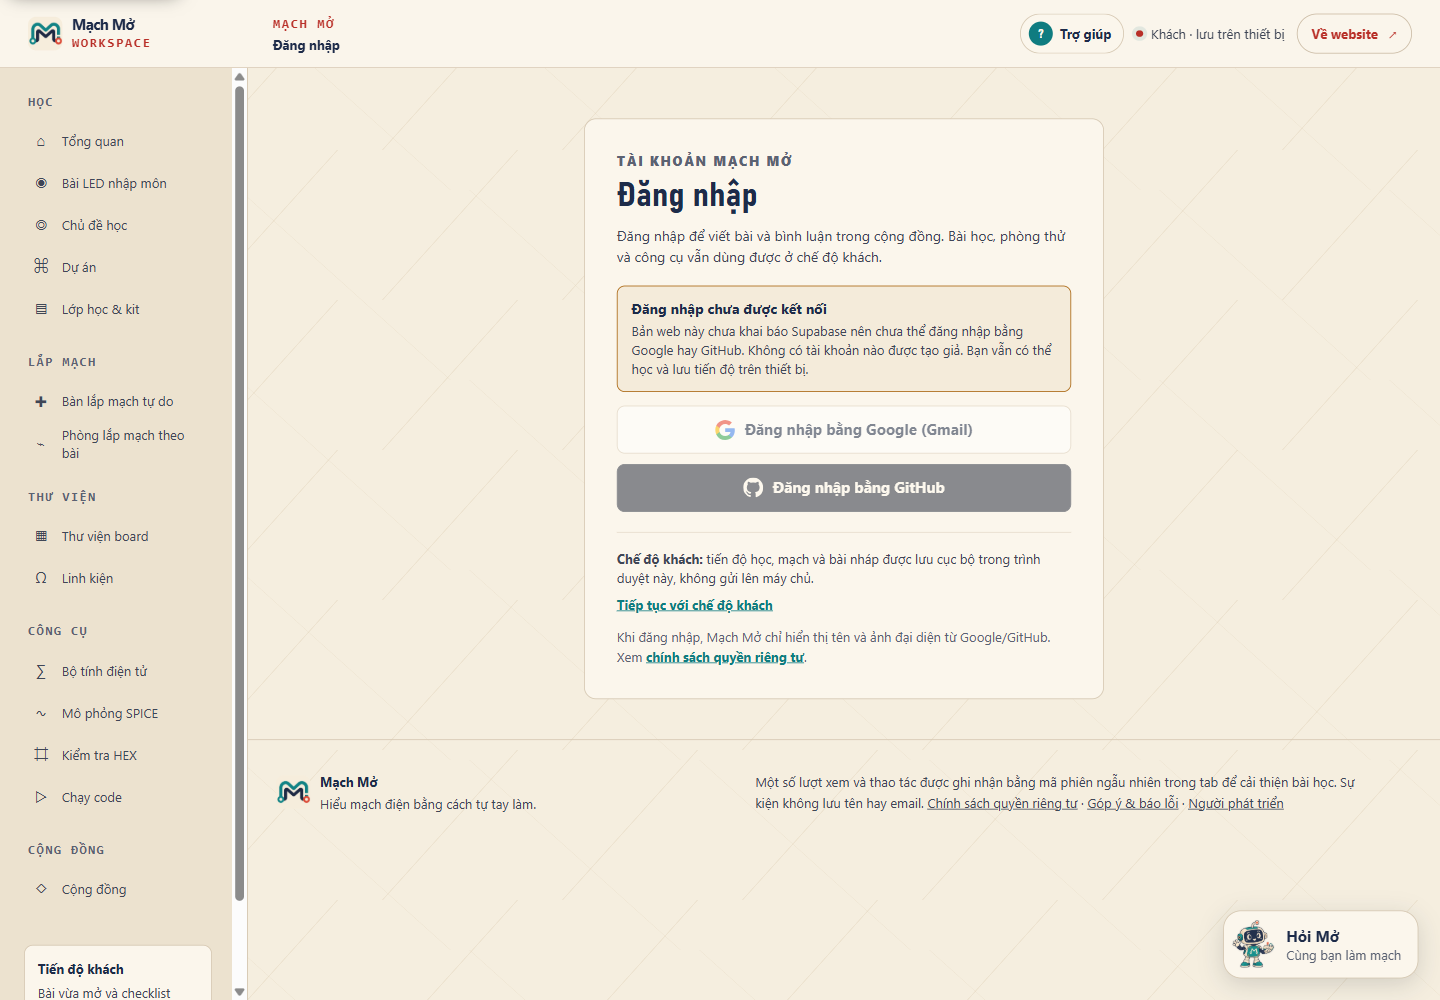 Mạch Mở
WORKSPACE
MẠCH MỞ
Đăng nhập
? Trợ giúp
Khách · lưu trên thiết bị
Về website ↗
HỌC
Tổng quan
Bài LED nhập môn
Chủ đề học
Dự án
Lớp học & kit
LẮP MẠCH
Bàn lắp mạch tự do
Phòng lắp mạch theo
bài
THƯ VIỆN
Thư viện board
Linh kiện
CÔNG CỤ
Bộ tính điện tử
Mô phỏng SPICE
Kiểm tra HEX
Chạy code
CỘNG ĐỒNG
Cộng đồng
Tiến độ khách
Bài vừa mở và checklist
TÀI KHOẢN MẠCH MỞ
Đăng nhập
Đăng nhập để viết bài và bình luận trong cộng đồng. Bài học, phòng thử
và công cụ vẫn dùng được ở chế độ khách.
Đăng nhập chưa được kết nối
Bản web này chưa khai báo Supabase nên chưa thể đăng nhập bằng
Google hay GitHub. Không có tài khoản nào được tạo giả. Bạn vẫn có thể
học và lưu tiến độ trên thiết bị.
Đăng nhập bằng Google (Gmail)
Đăng nhập bằng GitHub
Chế độ khách: tiến độ học, mạch và bài nháp được lưu cục bộ trong trình
duyệt này, không gửi lên máy chủ.
Tiếp tục với chế độ khách
Khi đăng nhập, Mạch Mở chỉ hiển thị tên và ảnh đại diện từ Google/GitHub.
Xem chính sách quyền riêng tư.
Mạch Mở
Hiểu mạch điện bằng cách tự tay làm.
Một số lượt xem và thao tác được ghi nhận bằng mã phiên ngẫu nhiên trong tab để cải thiện bài học. Sự
kiện không lưu tên hay email. Chính sách quyền riêng tư · Góp ý & báo lỗi · Người phát triển
Hỏi Mở
Cùng bạn làm mạch